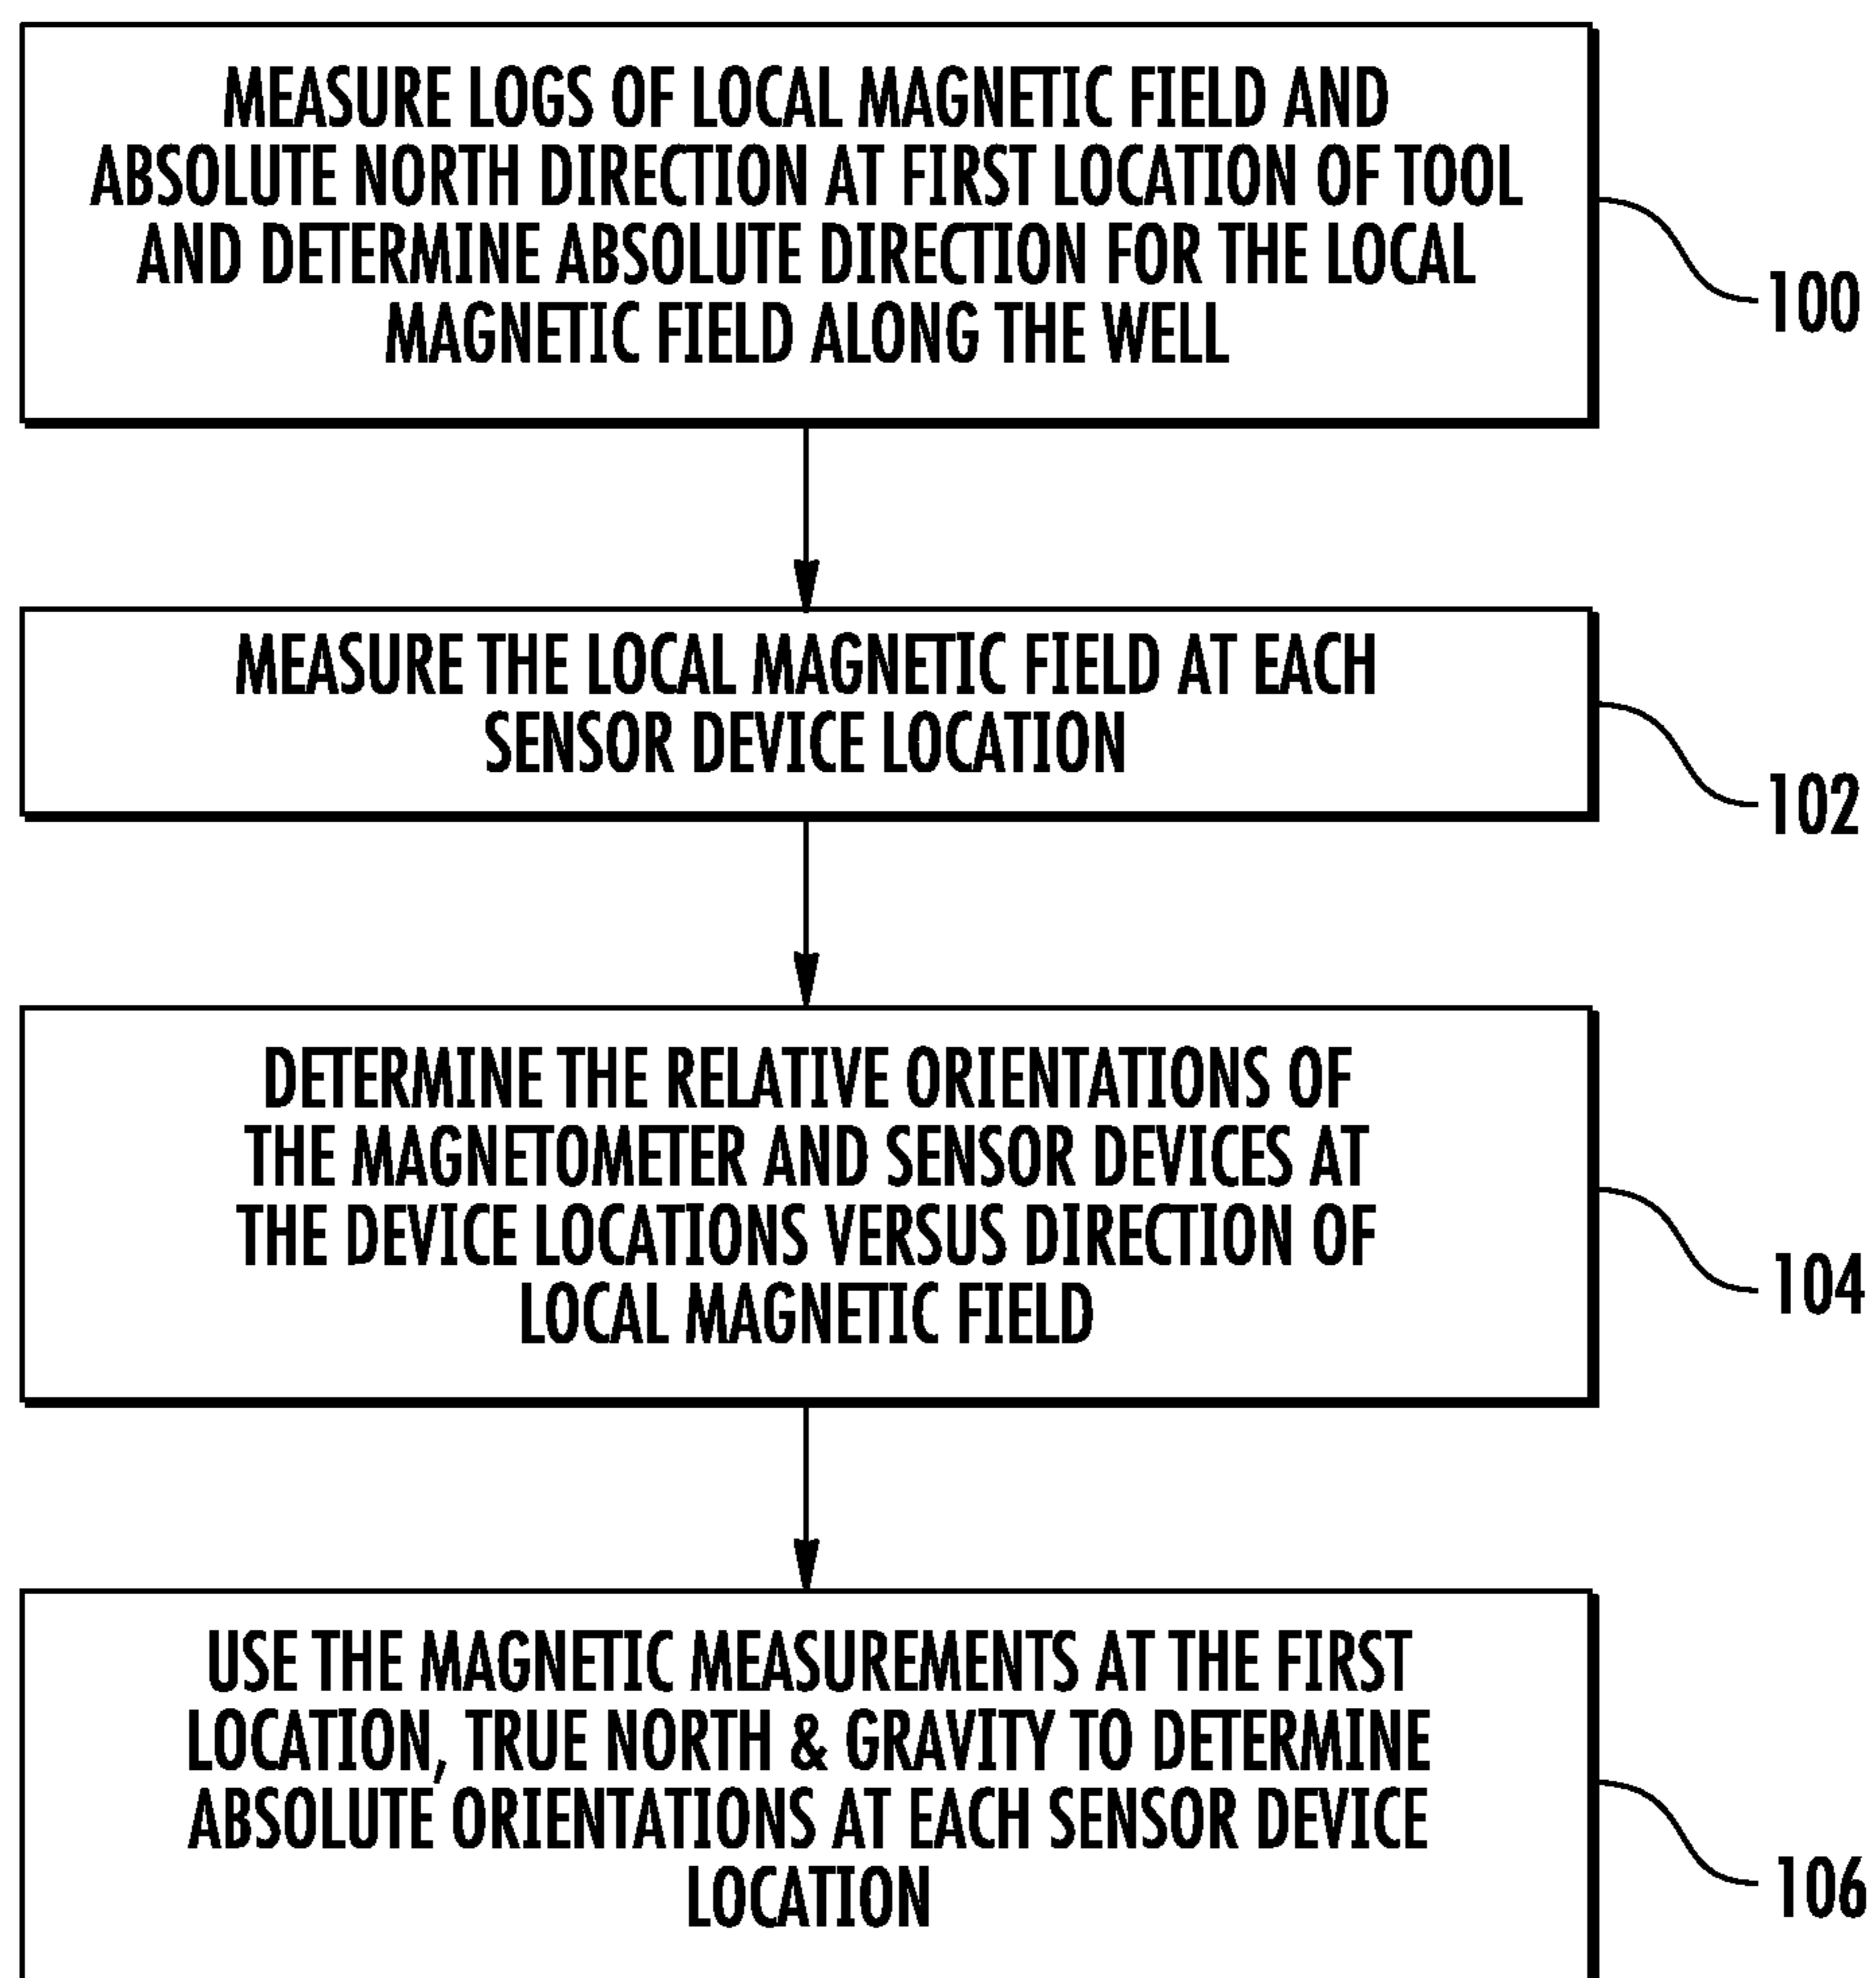 MEASURE LOGS OF LOCAL MAGNETIC FIELD AND
ABSOLUTE NORTH DIRECTION AT FIRST LOCATION OF TOOL
AND DETERMINE ABSOLUTE DIRECTION FOR THE LOCAL
MAGNETIC FIELD ALONG THE WELL
100
MEASURE THE LOCAL MAGNETIC FIELD AT EACH
SENSOR DEVICE LOCATION
102
DETERMINE THE RELATIVE ORIENTATIONS OF
THE MAGNETOMETER AND SENSOR DEVICES AT
THE DEVICE LOCATIONS VERSUS DIRECTION OF
LOCAL MAGNETIC FIELD
104
USE THE MAGNETIC MEASUREMENTS AT THE FIRST
LOCATION, TRUE NORTH & GRAVITY TO DETERMINE
ABSOLUTE ORIENTATIONS AT EACH SENSOR DEVICE
LOCATION
106